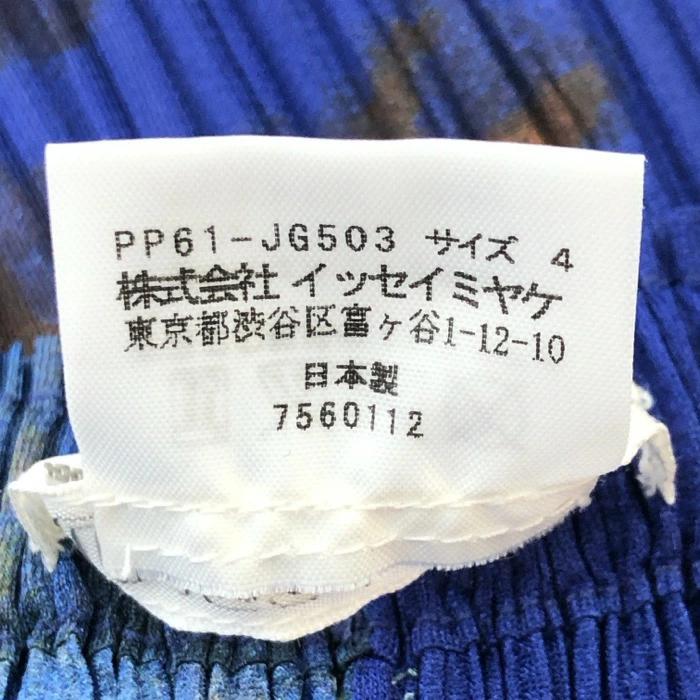 PP61-JG503 サイズ 4
株式会社 イッセイミヤケ
東京都渋谷区富ヶ谷1-12-10
日本製
7560112